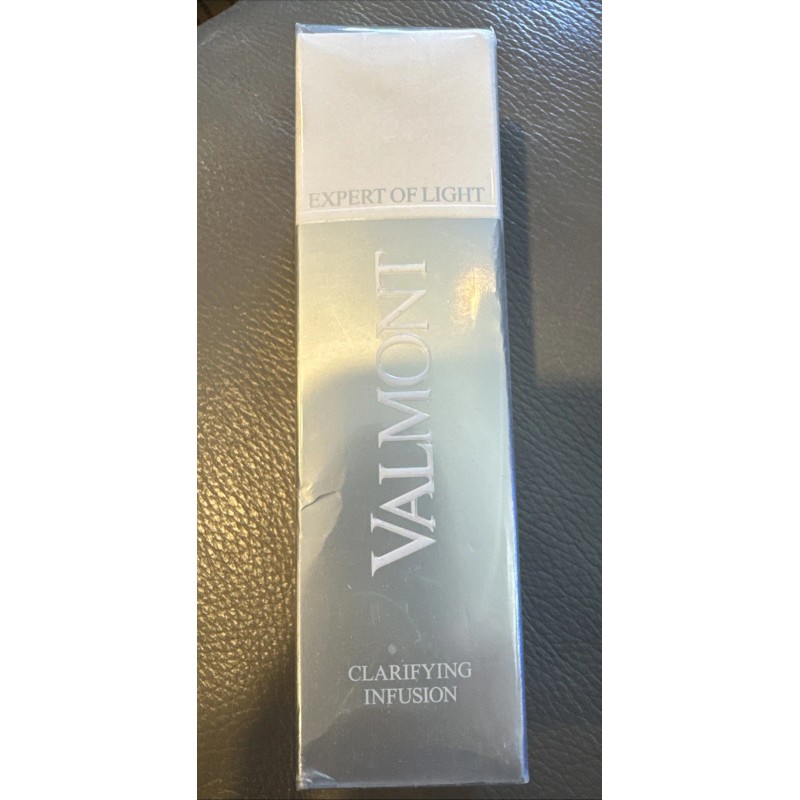 EXPERT OF LIGHT
VALMONT
CLARIFYING
INFUSION